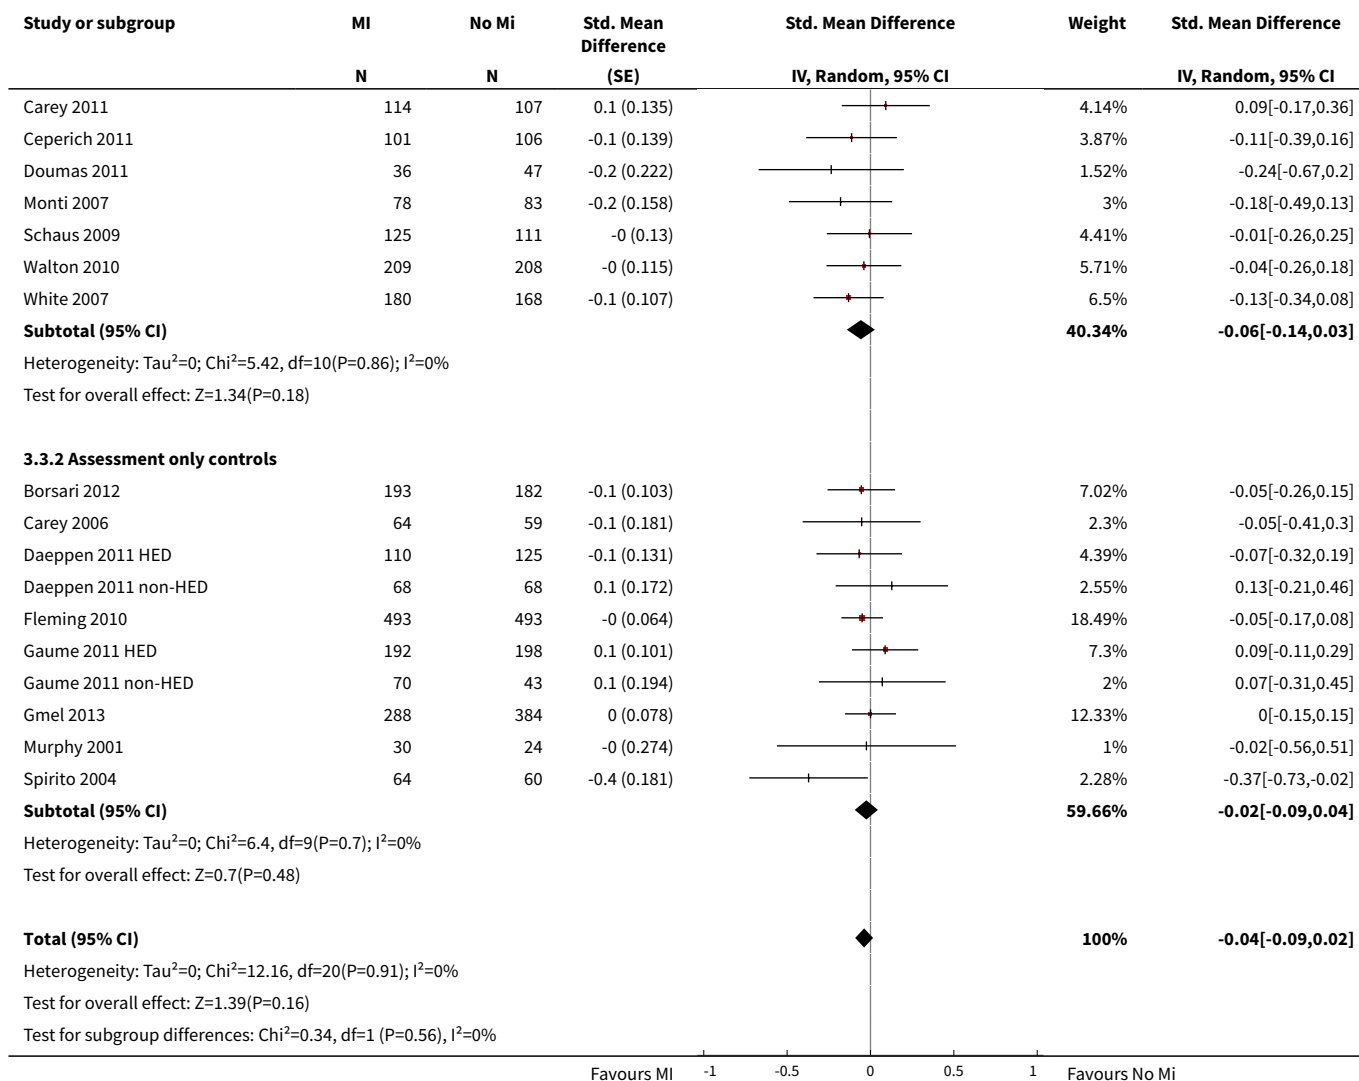 Study or subgroup MI No Mi Std. Mean Difference Std. Mean Difference Weight Std. Mean Difference
N N (SE) IV, Random, 95% CI IV, Random, 95% CI
Carey 2011 114 107 0.1 (0.135) 4.14% 0.09[-0.17,0.36]
Ceperich 2011 101 106 -0.1 (0.139) 3.87% -0.11[-0.39,0.16]
Doumas 2011 36 47 -0.2 (0.222) 1.52% -0.24[-0.67,0.2]
Monti 2007 78 83 -0.2 (0.158) 3% -0.18[-0.49,0.13]
Schaus 2009 125 111 -0 (0.13) 4.41% -0.01[-0.26,0.25]
Walton 2010 209 208 -0 (0.115) 5.71% -0.04[-0.26,0.18]
White 2007 180 168 -0.1 (0.107) 6.5% -0.13[-0.34,0.08]
Subtotal (95% CI) 40.34% -0.06[-0.14,0.03]
Heterogeneity: Tau²=0; Chi²=5.42, df=10(P=0.86); I²=0%
Test for overall effect: Z=1.34(P=0.18)
3.3.2 Assessment only controls
Borsari 2012 193 182 -0.1 (0.103) 7.02% -0.05[-0.26,0.15]
Carey 2006 64 59 -0.1 (0.181) 2.3% -0.05[-0.41,0.3]
Daeppen 2011 HED 110 125 -0.1 (0.131) 4.39% -0.07[-0.32,0.19]
Daeppen 2011 non-HED 68 68 0.1 (0.172) 2.55% 0.13[-0.21,0.46]
Fleming 2010 493 493 -0 (0.064) 18.49% -0.05[-0.17,0.08]
Gaume 2011 HED 192 198 0.1 (0.101) 7.3% 0.09[-0.11,0.29]
Gaume 2011 non-HED 70 43 0.1 (0.194) 2% 0.07[-0.31,0.45]
Gmel 2013 288 384 0 (0.078) 12.33% 0[-0.15,0.15]
Murphy 2001 30 24 -0 (0.274) 1% -0.02[-0.56,0.51]
Spirito 2004 64 60 -0.4 (0.181) 2.28% -0.37[-0.73,-0.02]
Subtotal (95% CI) 59.66% -0.02[-0.09,0.04]
Heterogeneity: Tau²=0; Chi²=6.4, df=9(P=0.7); I²=0%
Test for overall effect: Z=0.7(P=0.48)
Total (95% CI) 100% -0.04[-0.09,0.02]
Heterogeneity: Tau²=0; Chi²=12.16, df=20(P=0.91); I²=0%
Test for overall effect: Z=1.39(P=0.16)
Test for subgroup differences: Chi²=0.34, df=1 (P=0.56), I²=0%
Favours MI -1 -0.5 0 0.5 1 Favours No Mi